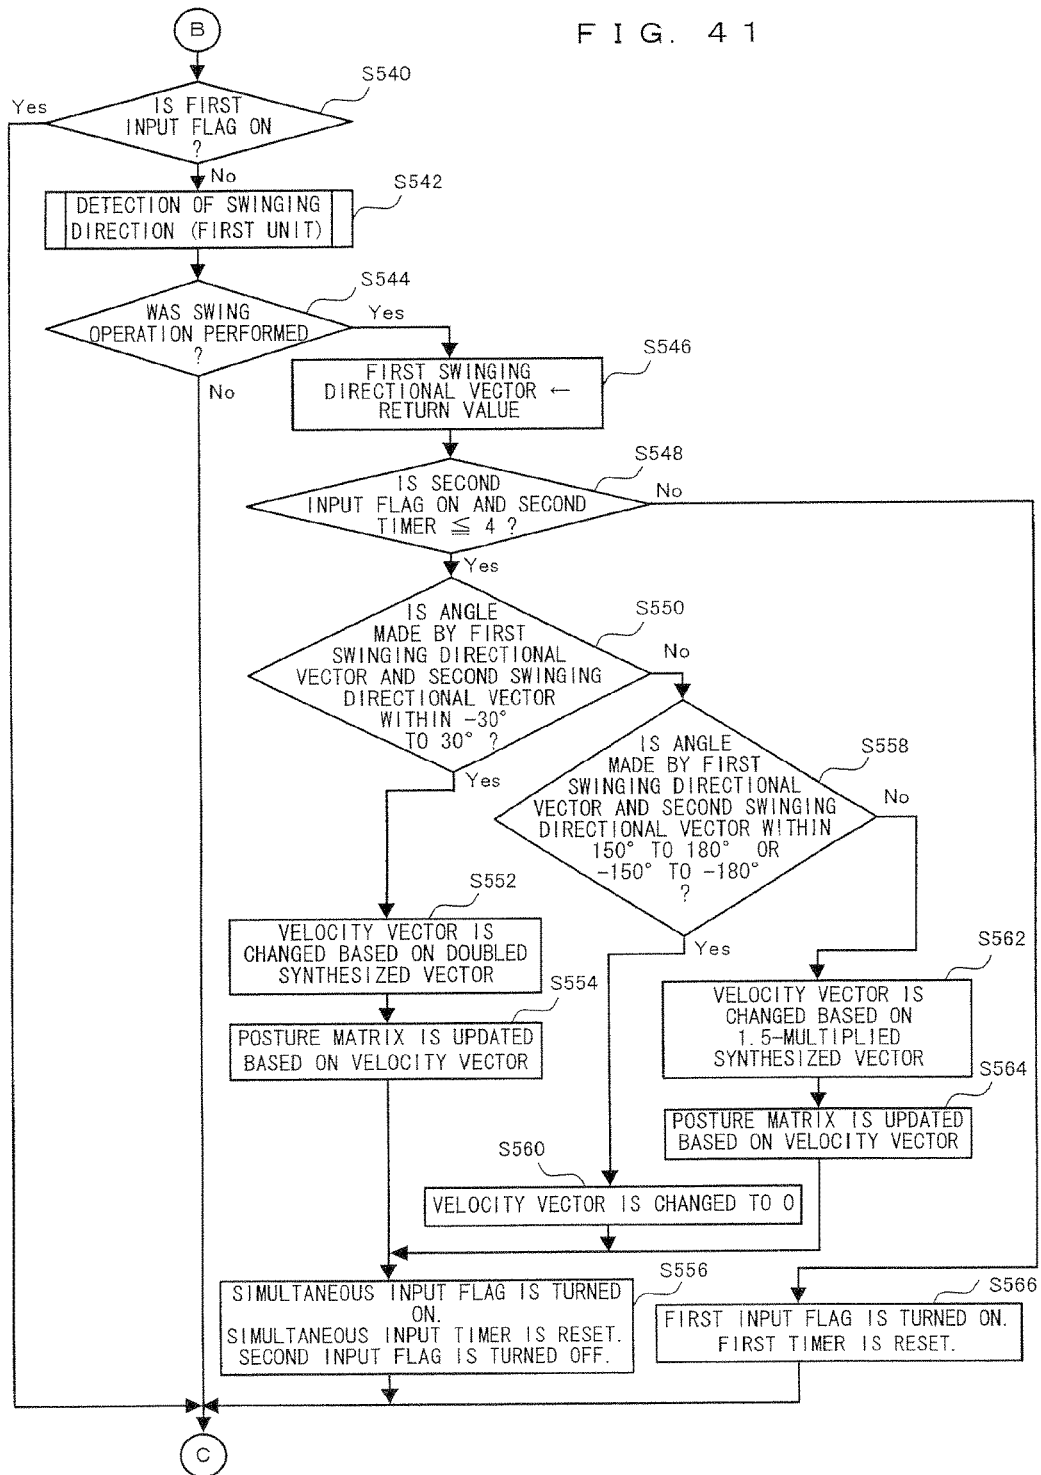 B
F I G. 4 1
S540
Yes
IS FIRST
INPUT FLAG ON
?
No
S542
DETECTION OF SWINGING
DIRECTION (FIRST UNIT)
S544
WAS SWING
OPERATION PERFORMED
?
Yes
No
S546
FIRST SWINGING
DIRECTIONAL VECTOR ←
RETURN VALUE
S548
IS SECOND
INPUT FLAG ON AND SECOND
TIMER ≦ 4 ?
No
Yes
S550
IS ANGLE
MADE BY FIRST
SWINGING DIRECTIONAL
VECTOR AND SECOND SWINGING
DIRECTIONAL VECTOR
WITHIN -30°
TO 30° ?
No
Yes
S558
IS ANGLE
MADE BY FIRST
SWINGING DIRECTIONAL
VECTOR AND SECOND SWINGING
DIRECTIONAL VECTOR WITHIN
150° TO 180° OR
-150° TO -180°
?
No
Yes
S552
VELOCITY VECTOR IS
CHANGED BASED ON DOUBLED
SYNTHESIZED VECTOR
S554
POSTURE MATRIX IS UPDATED
BASED ON VELOCITY VECTOR
S562
VELOCITY VECTOR IS
CHANGED BASED ON
1.5-MULTIPLIED
SYNTHESIZED VECTOR
S564
POSTURE MATRIX IS UPDATED
BASED ON VELOCITY VECTOR
S560
VELOCITY VECTOR IS CHANGED TO 0
S556
SIMULTANEOUS INPUT FLAG IS TURNED
ON.
SIMULTANEOUS INPUT TIMER IS RESET.
SECOND INPUT FLAG IS TURNED OFF.
S566
FIRST INPUT FLAG IS TURNED ON.
FIRST TIMER IS RESET.
C